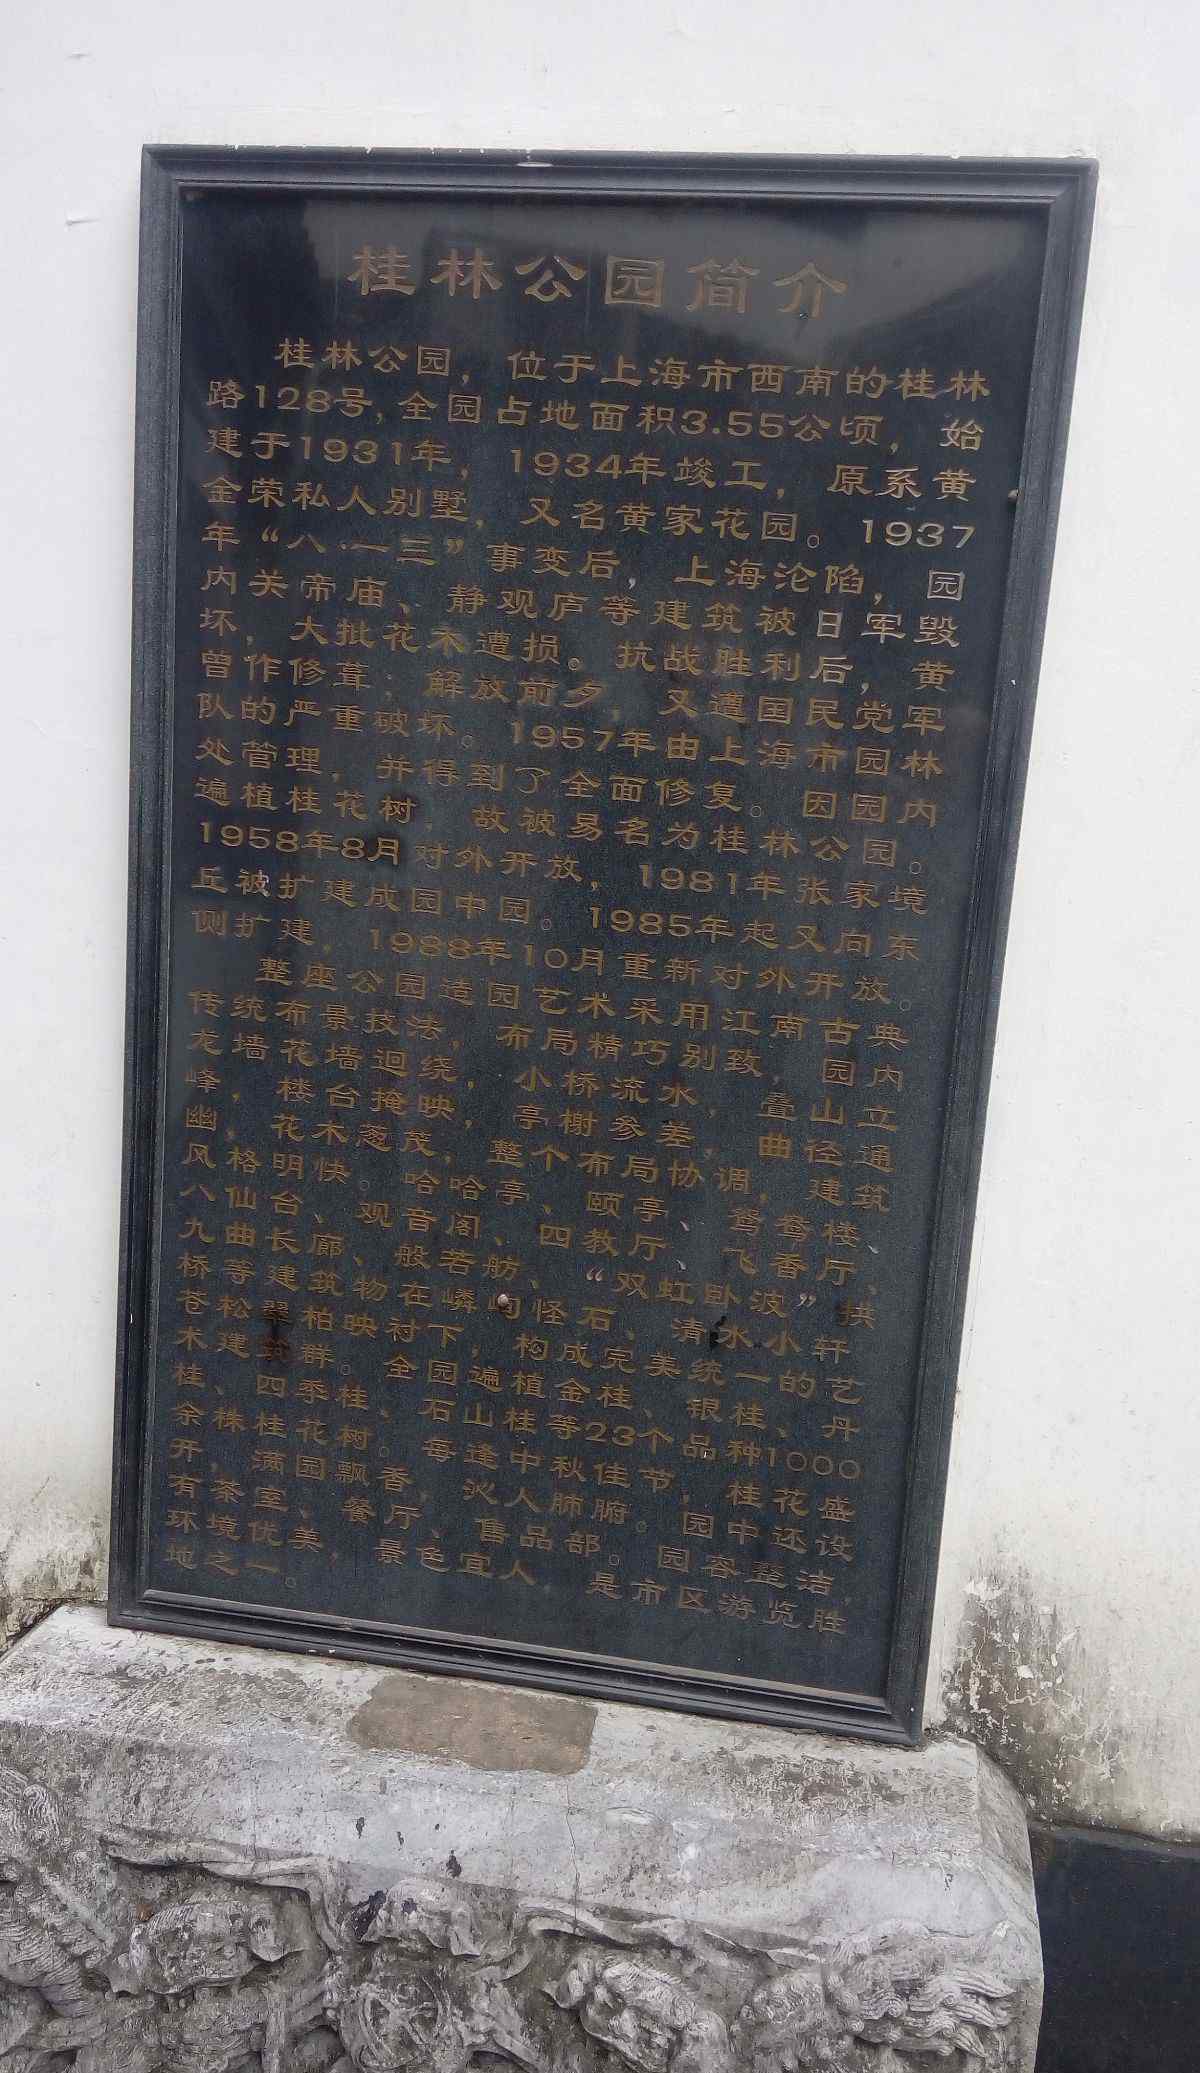 桂林公园简介
桂林公园，位于上海市西南的桂林
路128号,全园占地面积3.55公顷，始
建于1931年，1934年竣工，原系黄
金荣私人别墅，又名黄家花园。1937
年“八·一三”事变后，上海沦陷，园
内关帝庙、静观庐等建筑被日军毁
坏，大批花木遭损。抗战胜利后，黄
曾作修葺；解放前夕，又遭国民党军
队的严重破坏。1957年由上海市园林
处管理，并得到了全面修复。因园内
遍植桂花树，故被易名为桂林公园。
1958年8月对外开放，1981年张家境
丘被扩建成园中园。1985年起又向东
侧扩建，1988年10月重新对外开放。
整座公园造园艺术采用江南古典
传统布景技法，布局精巧别致，园内
龙墙花墙迴绕，小桥流水，叠山立
峰，楼台掩映，亭榭参差，曲径通
幽，花木葱茂，整个布局协调，建筑
风格明快。哈哈亭、颐亭、鸳鸯楼、
八仙台、观音阁、四教厅、飞香厅、
九曲长廊、般若舫、“双虹卧波”拱
桥等建筑物在嶙峋怪石、清水小轩
苍松翠柏映衬下，构成完美统一的艺
术建筑群。全园遍植金桂、银桂、丹
桂、四季桂、石山桂等23个品种1000
余株桂花树。每逢中秋佳节，桂花盛
开，满园飘香，沁人肺腑。园中还设
有茶室、餐厅、售品部。园容整洁，
环境优美，景色宜人，是市区游览胜
地之一。